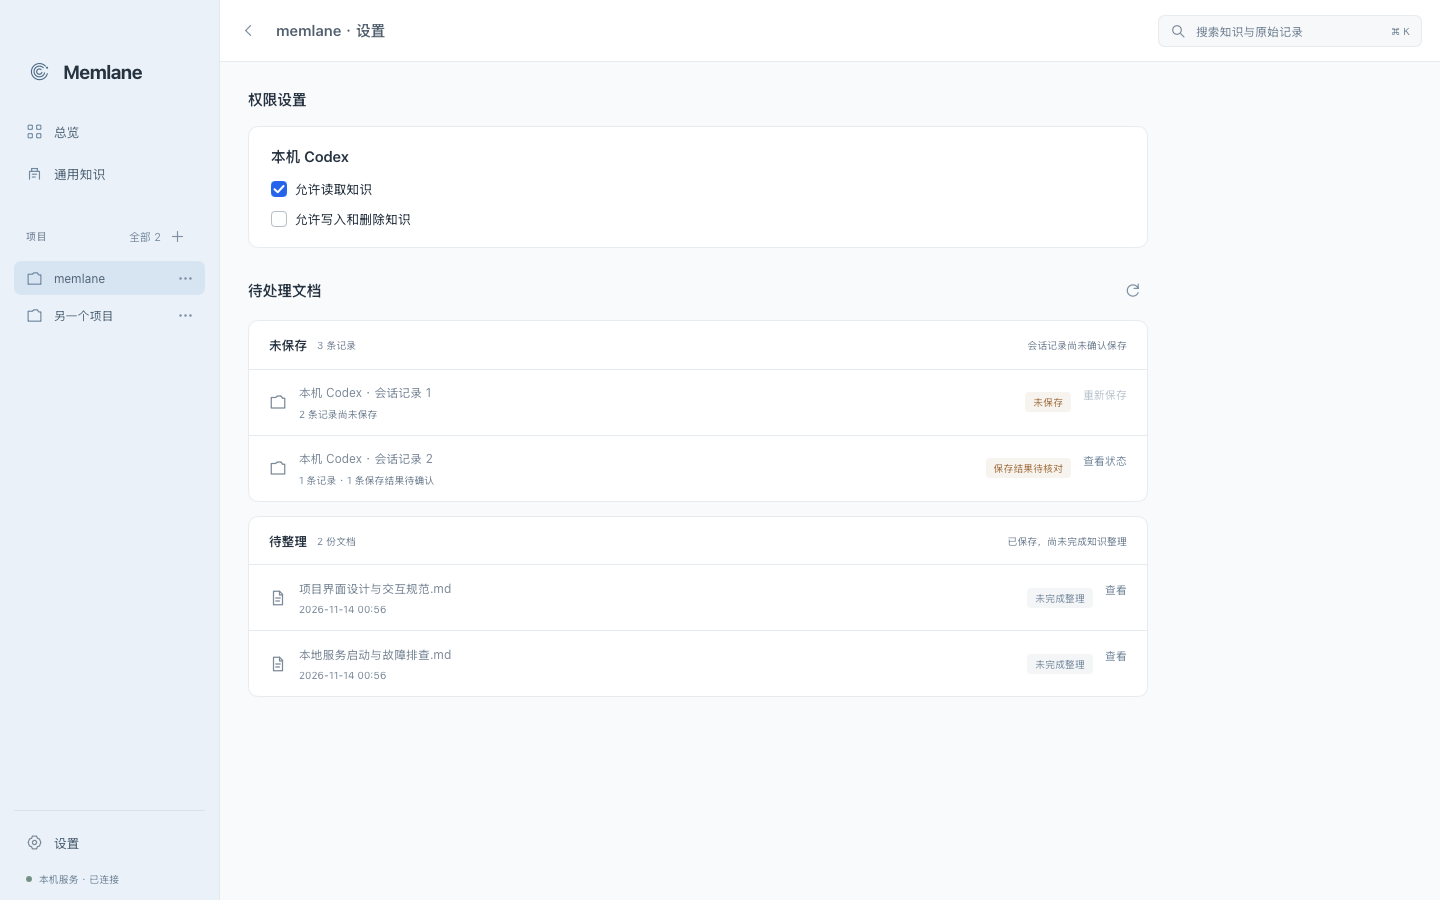 memlane · 设置
搜索知识与原始记录
⌘ K
Memlane
总览
通用知识
项目
全部 2
memlane
另一个项目
设置
本机服务 · 已连接
权限设置
本机 Codex
允许读取知识
允许写入和删除知识
待处理文档
未保存 3 条记录 会话记录尚未确认保存
本机 Codex · 会话记录 1
2 条记录尚未保存
未保存 重新保存
本机 Codex · 会话记录 2
1 条记录 · 1 条保存结果待确认
保存结果待核对 查看状态
待整理 2 份文档 已保存，尚未完成知识整理
项目界面设计与交互规范.md
2026-11-14 00:56
未完成整理 查看
本地服务启动与故障排查.md
2026-11-14 00:56
未完成整理 查看